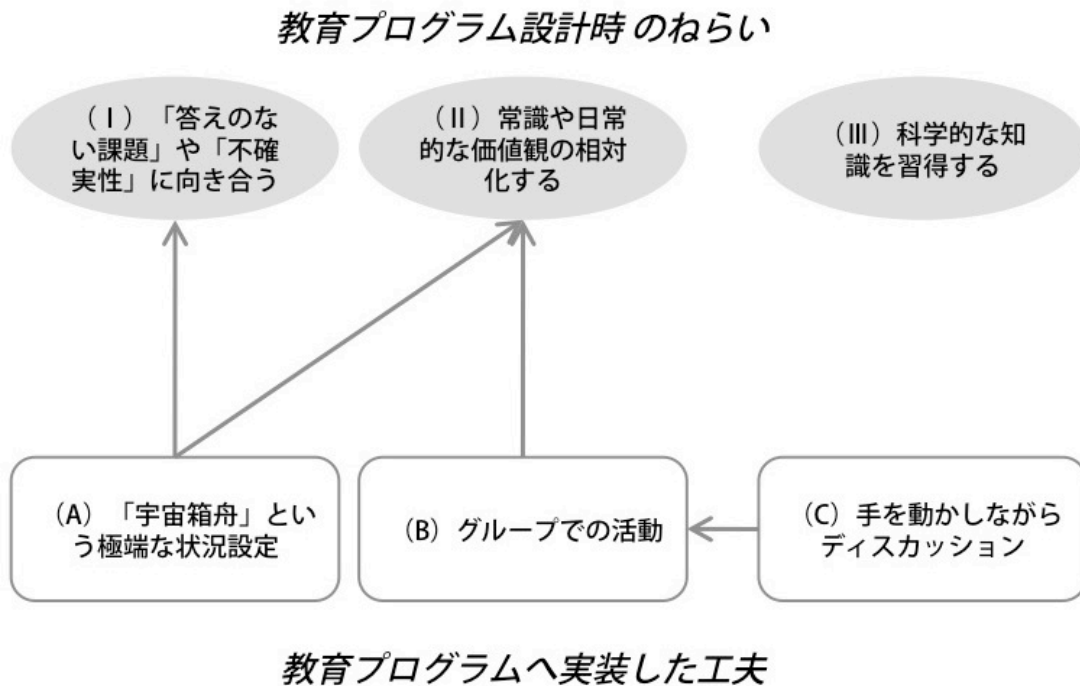 教育プログラム設計時のねらい
（Ⅰ）「答えのな
い課題」や「不確
実性」に向き合う
（Ⅱ）常識や日常
的な価値観の相対
化する
（Ⅲ）科学的な知
識を習得する
（A）「宇宙箱舟」とい
う極端な状況設定
（B）グループでの活動
（C）手を動かしながら
ディスカッション
教育プログラムへ実装した工夫